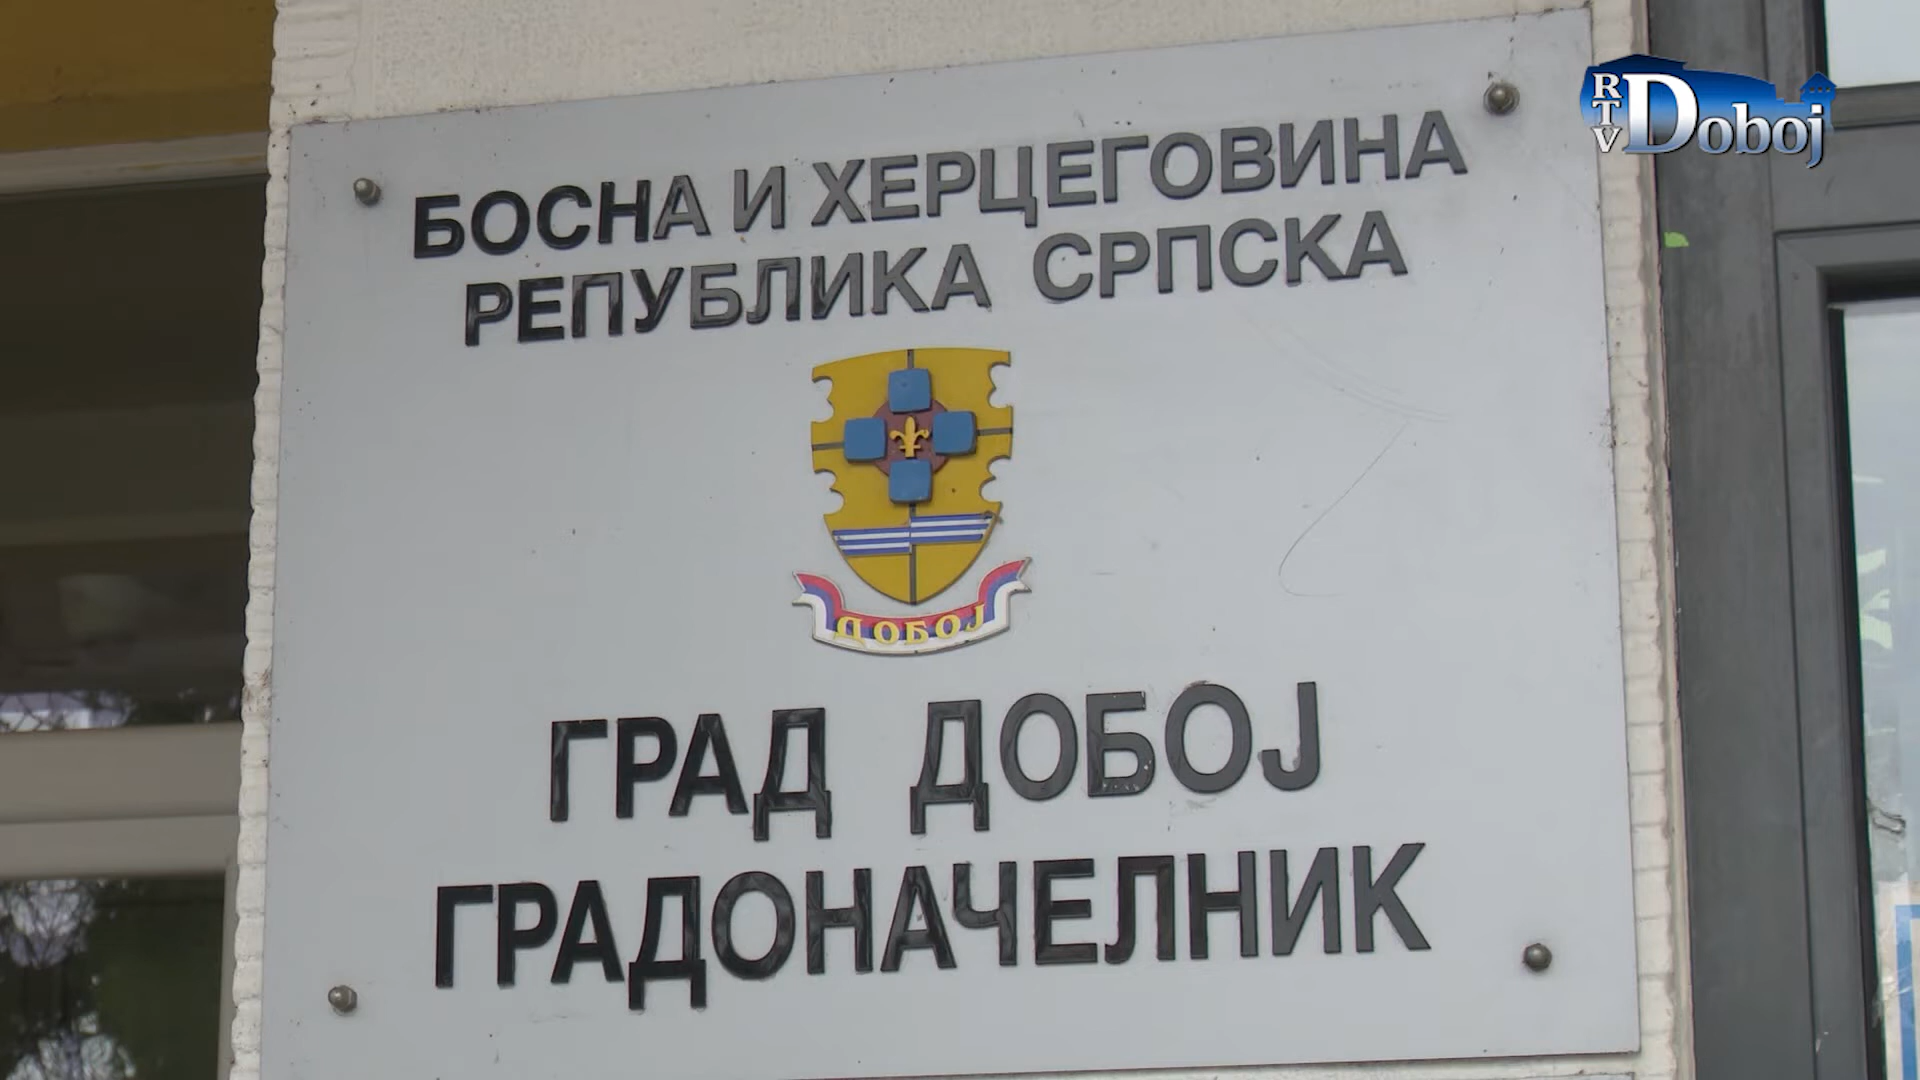 RTV Doboj
БОСНА И ХЕРЦЕГОВИНА
РЕПУБЛИКА СРПСКА
ДОБОЈ
ГРАД ДОБОЈ
ГРАДОНАЧЕЛНИК